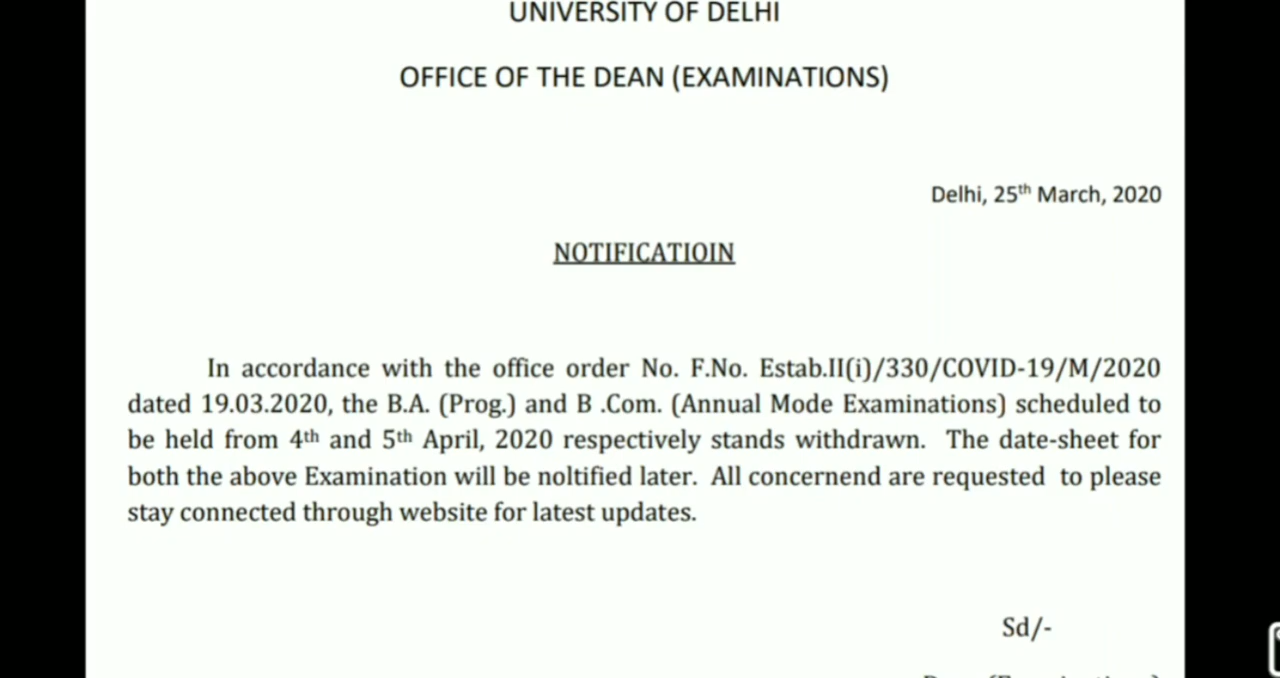 UNIVERSITY OF DELHI
OFFICE OF THE DEAN (EXAMINATIONS)
Delhi, 25th March, 2020
NOTIFICATIOIN
In accordance with the office order No. F.No. Estab.II(i)/330/COVID-19/M/2020
dated 19.03.2020, the B.A. (Prog.) and B .Com. (Annual Mode Examinations) scheduled to
be held from 4th and 5th April, 2020 respectively stands withdrawn. The date-sheet for
both the above Examination will be noltified later. All concernend are requested to please
stay connected through website for latest updates.
Sd/-